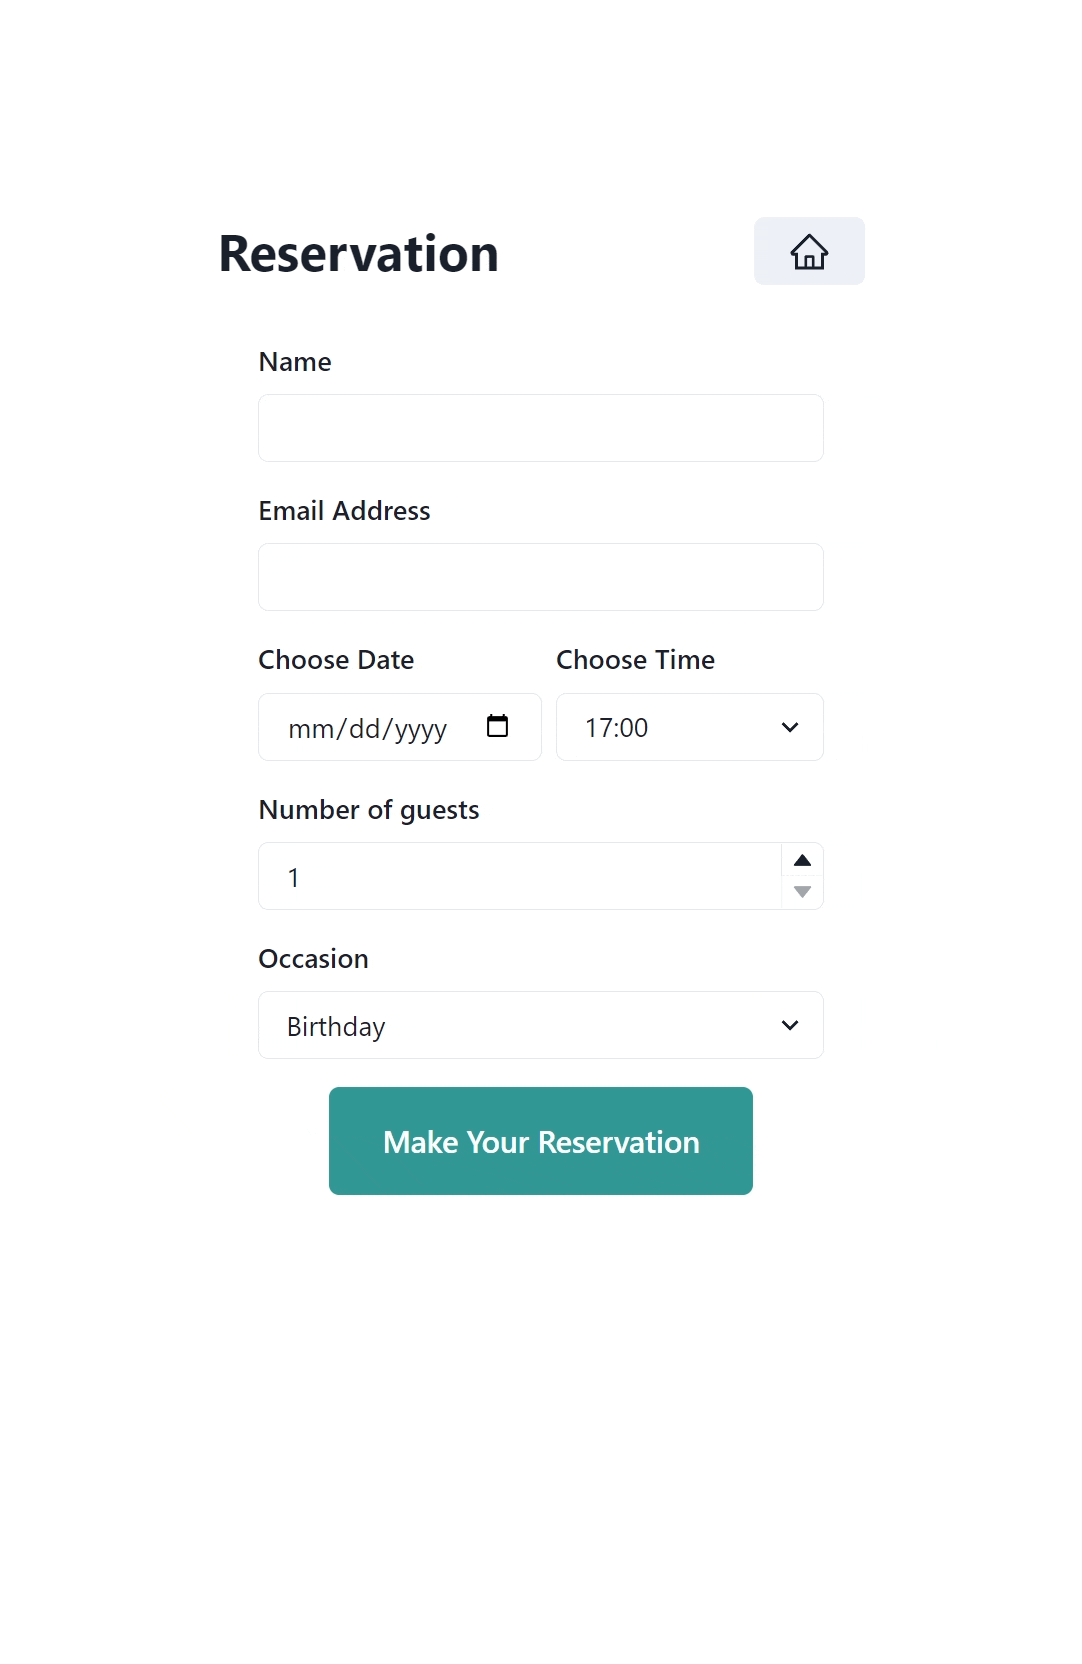 Reservation
Name
Email Address
Choose Date
Choose Time
mm/dd/yyyy
17:00
Number of guests
1
Occasion
Birthday
Make Your Reservation